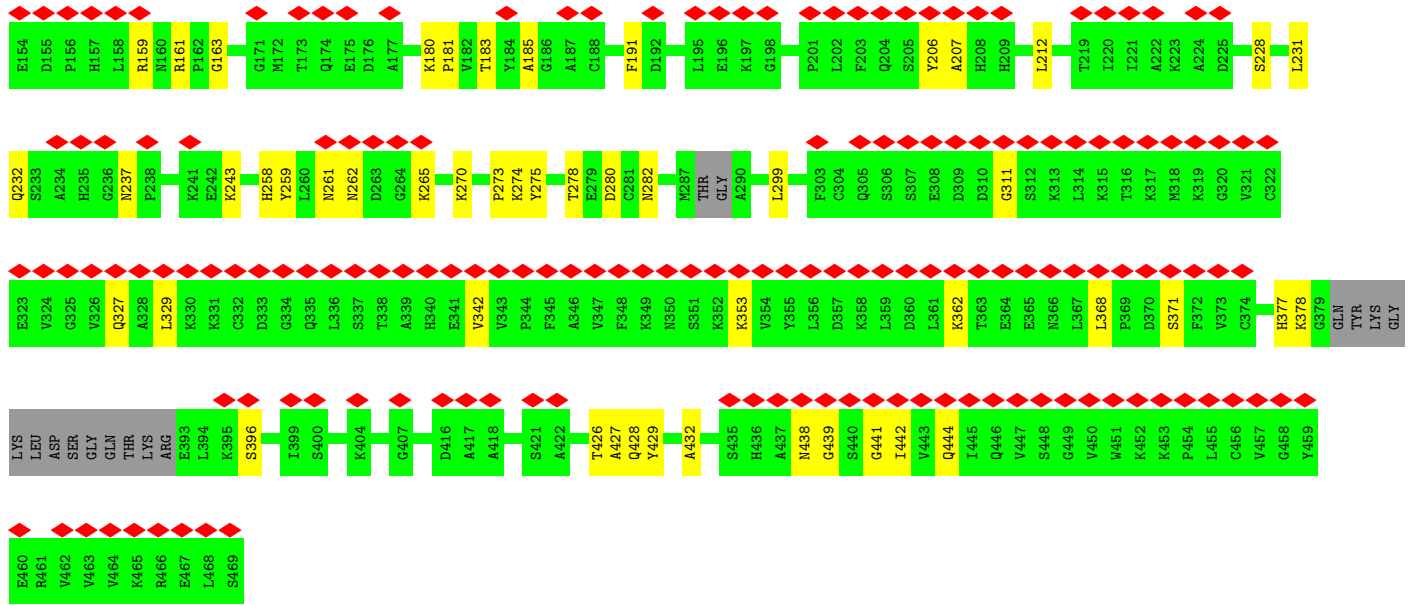 E154 D155 P156 H157 L158 R159 N160 R161 P162 G163 G171 M172 T173 Q174 E175 D176 A177 K180 P181 V182 T183 Y184 A185 G186 A187 C188 F191 D192 L195 E196 K197 G198 P201 L202 F203 Q204 S205 Y206 A207 H208 H209 L212 T219 I220 I221 A222 K223 A224 D225 S228 L231
Q232 S233 A234 H235 G236 N237 P238 K241 E242 K243 H258 Y259 L260 N261 N262 D263 G264 K265 K270 P273 K274 Y275 T278 E279 D280 C281 N282 M287 THR GLY A290 L299 F303 C304 Q305 S306 S307 E308 D309 D310 G311 S312 K313 L314 K315 T316 K317 M318 K319 G320 V321 C322
E323 V324 G325 V326 Q327 A328 L329 K330 K331 C332 D333 G334 Q335 L336 S337 T338 A339 H340 E341 V342 V343 P344 F345 A346 V347 F348 K349 N350 S351 K352 K353 V354 Y355 L356 D357 K358 L359 D360 L361 K362 T363 E364 E365 N366 L367 L368 P369 D370 S371 F372 V373 C374 H377 K378 G379 GLN TYR LYS GLY
LYS LEU ASP SER GLY GLN THR LYS ARG E393 L394 K395 S396 I399 S400 K404 G407 D416 A417 A418 S421 A422 T426 A427 Q428 Y429 A432 S435 H436 A437 N438 G439 S440 G441 I442 V443 Q444 I445 Q446 V447 S448 G449 V450 W451 K452 K453 P454 L455 C456 V457 G458 Y459
E460 R461 V462 V463 V464 K465 R466 E467 L468 S469